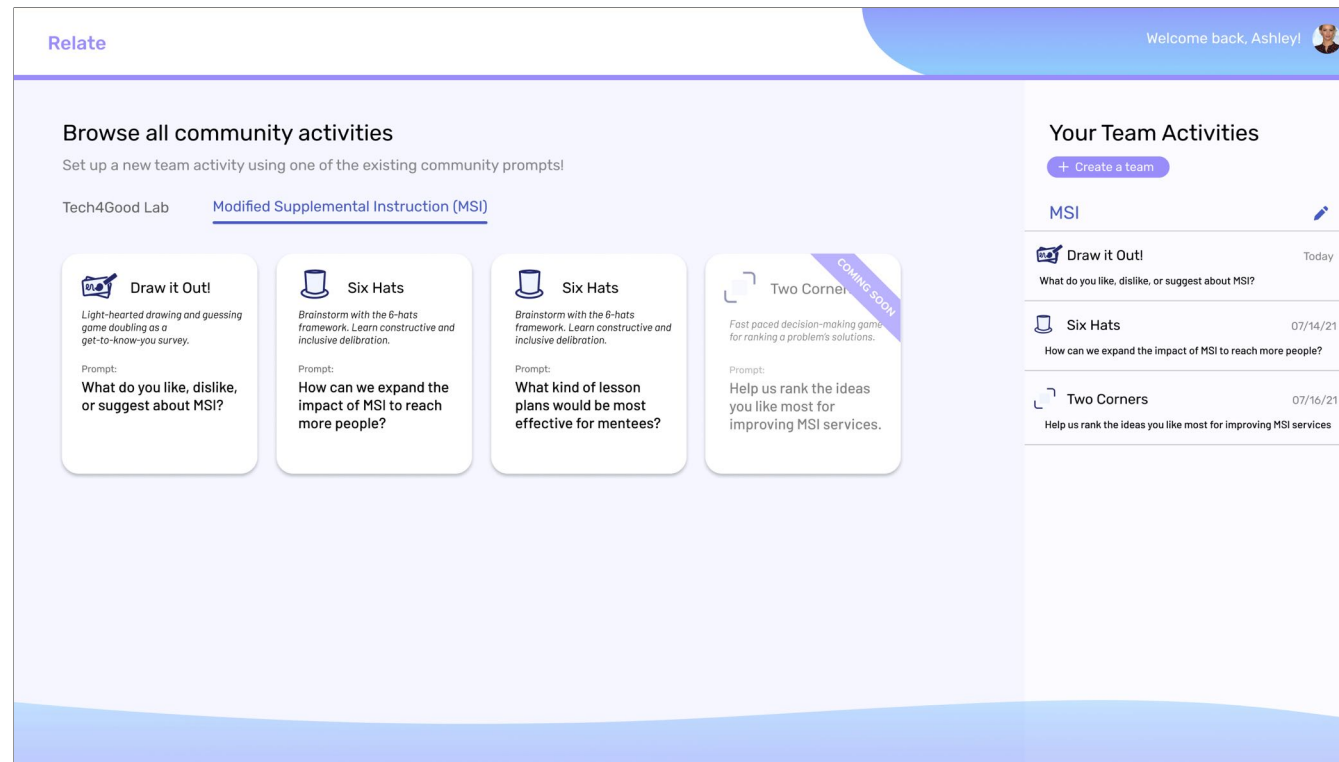 Relate
Welcome back, Ashley!
Browse all community activities
Set up a new team activity using one of the existing community prompts!
Tech4Good Lab
Modified Supplemental Instruction (MSI)
Draw it Out!
Light-hearted drawing and guessing
game doubling as a
get-to-know-you survey.
Prompt:
What do you like, dislike,
or suggest about MSI?
Six Hats
Brainstorm with the 6-hats
framework. Learn constructive and
inclusive delibration.
Prompt:
How can we expand the
impact of MSI to reach
more people?
Six Hats
Brainstorm with the 6-hats
framework. Learn constructive and
inclusive delibration.
Prompt:
What kind of lesson
plans would be most
effective for mentees?
COMING SOON
Two Corner
Fast paced decision-making game
for ranking a problem's solutions.
Prompt:
Help us rank the ideas
you like most for
improving MSI services.
Your Team Activities
+ Create a team
MSI
Draw it Out!
Today
What do you like, dislike, or suggest about MSI?
Six Hats
07/14/21
How can we expand the impact of MSI to reach more people?
Two Corners
07/16/21
Help us rank the ideas you like most for improving MSI services